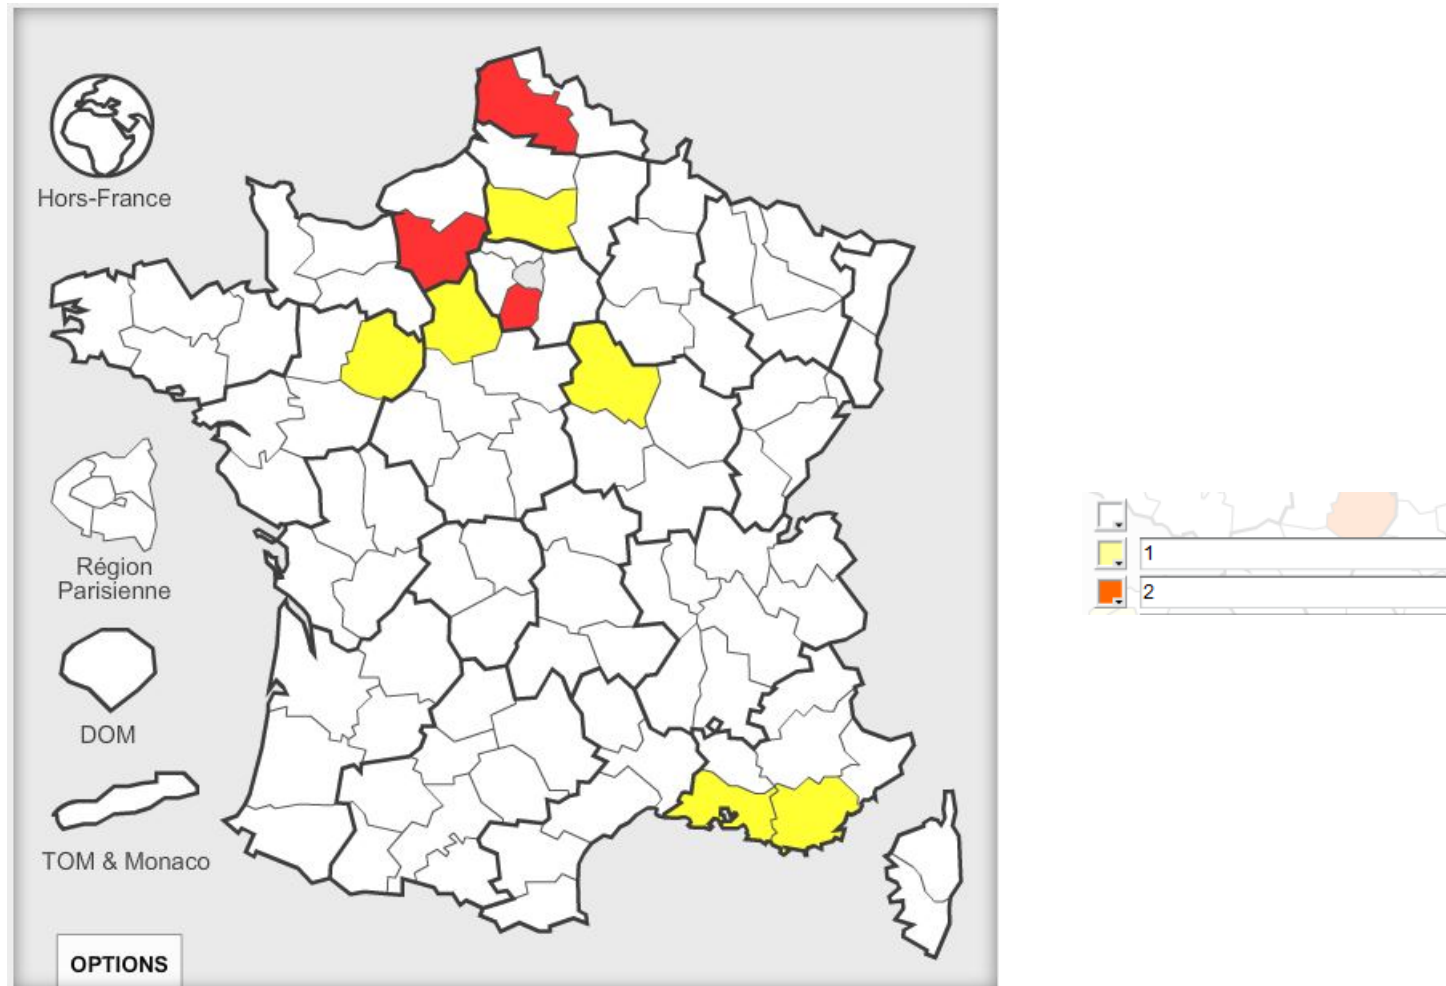 Hors-France
Région
Parisienne
DOM
TOM & Monaco
OPTIONS
1
2